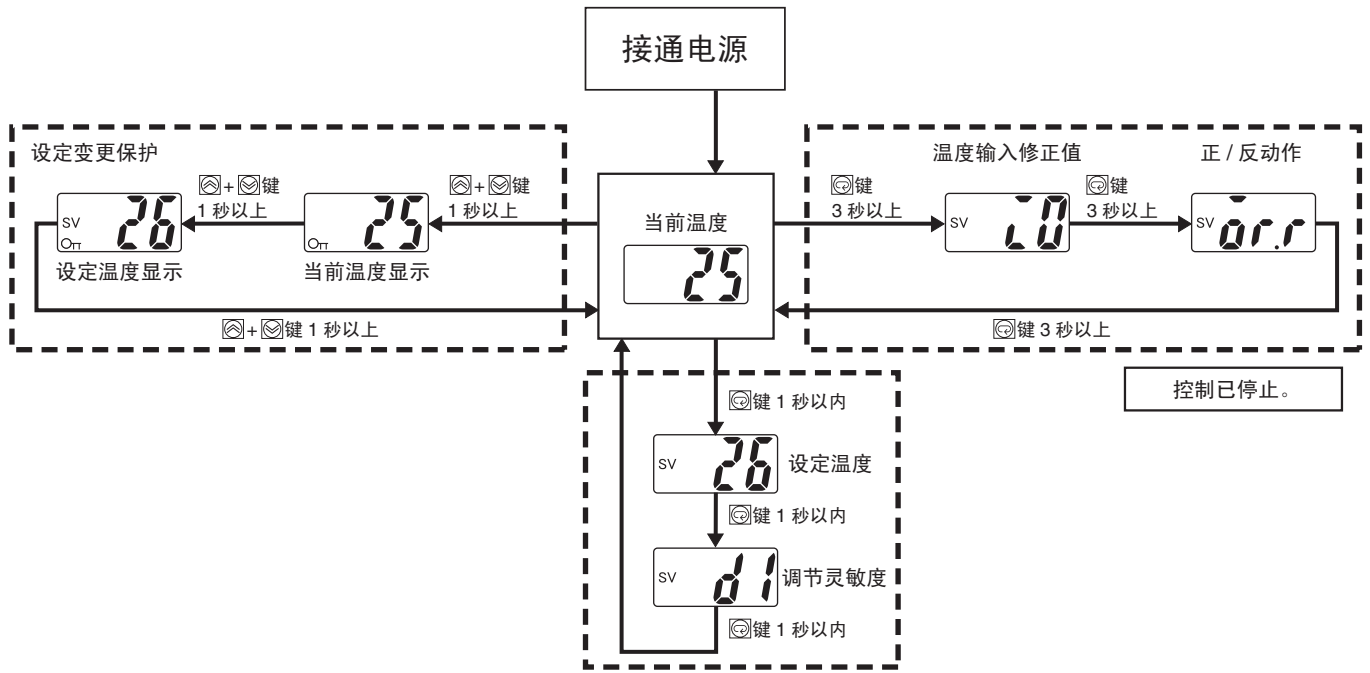 接通电源
设定变更保护
+ 键
1 秒以上
+ 键
1 秒以上
SV 26
设定温度显示
25
当前温度显示
+ 键 1 秒以上
当前温度
25
温度输入修正值
正 / 反动作
键
3 秒以上
SV i0
键
3 秒以上
SV or.r
键 3 秒以上
控制已停止。
键 1 秒以内
SV 26 设定温度
键 1 秒以内
SV d1 调节灵敏度
键 1 秒以内